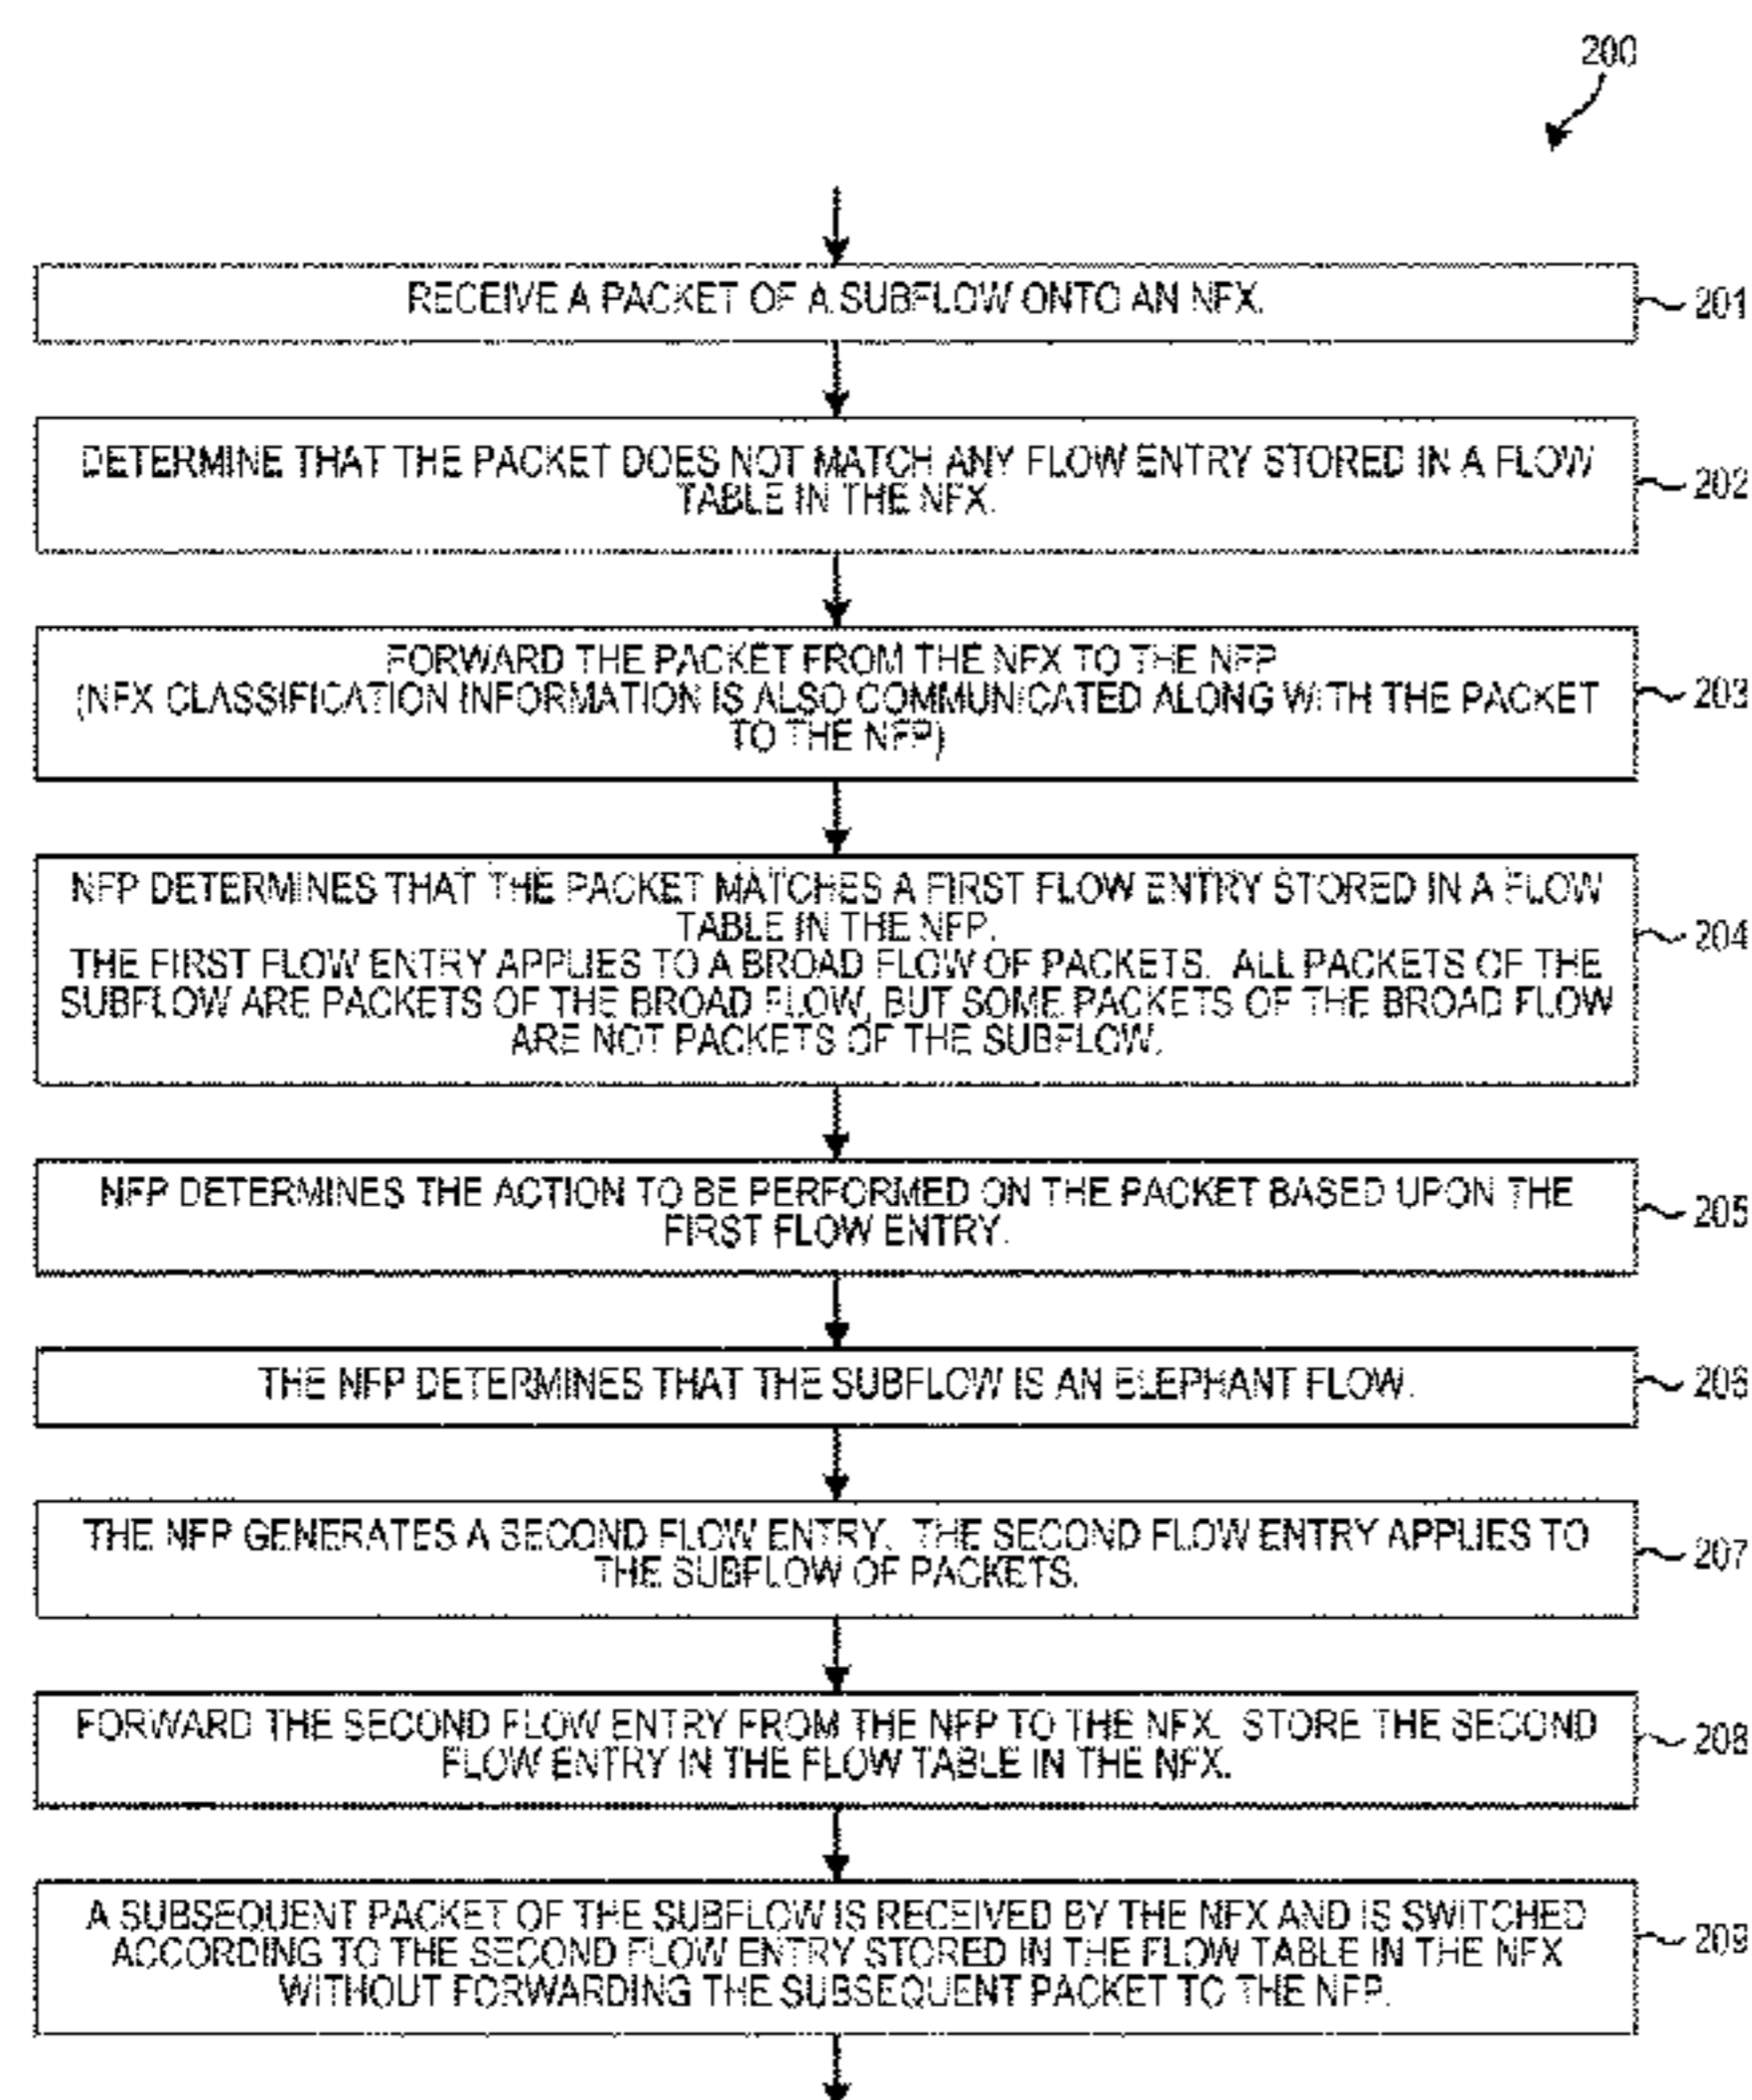 200
RECEIVE A PACKET OF A SUBFLOW ONTO AN NFX.
201
DETERMINE THAT THE PACKET DOES NOT MATCH ANY FLOW ENTRY STORED IN A FLOW
TABLE IN THE NFX.
202
FORWARD THE PACKET FROM THE NFX TO THE NFP
(NFX CLASSIFICATION INFORMATION IS ALSO COMMUNICATED ALONG WITH THE PACKET
TO THE NFP)
203
NFP DETERMINES THAT THE PACKET MATCHES A FIRST FLOW ENTRY STORED IN A FLOW
TABLE IN THE NFP.
THE FIRST FLOW ENTRY APPLIES TO A BROAD FLOW OF PACKETS. ALL PACKETS OF THE
SUBFLOW ARE PACKETS OF THE BROAD FLOW, BUT SOME PACKETS OF THE BROAD FLOW
ARE NOT PACKETS OF THE SUBFLOW.
204
NFP DETERMINES THE ACTION TO BE PERFORMED ON THE PACKET BASED UPON THE
FIRST FLOW ENTRY.
205
THE NFP DETERMINES THAT THE SUBFLOW IS AN ELEPHANT FLOW.
206
THE NFP GENERATES A SECOND FLOW ENTRY. THE SECOND FLOW ENTRY APPLIES TO
THE SUBFLOW OF PACKETS.
207
FORWARD THE SECOND FLOW ENTRY FROM THE NFP TO THE NFX. STORE THE SECOND
FLOW ENTRY IN THE FLOW TABLE IN THE NFX.
208
A SUBSEQUENT PACKET OF THE SUBFLOW IS RECEIVED BY THE NFX AND IS SWITCHED
ACCORDING TO THE SECOND FLOW ENTRY STORED IN THE FLOW TABLE IN THE NFX
WITHOUT FORWARDING THE SUBSEQUENT PACKET TO THE NFP.
209